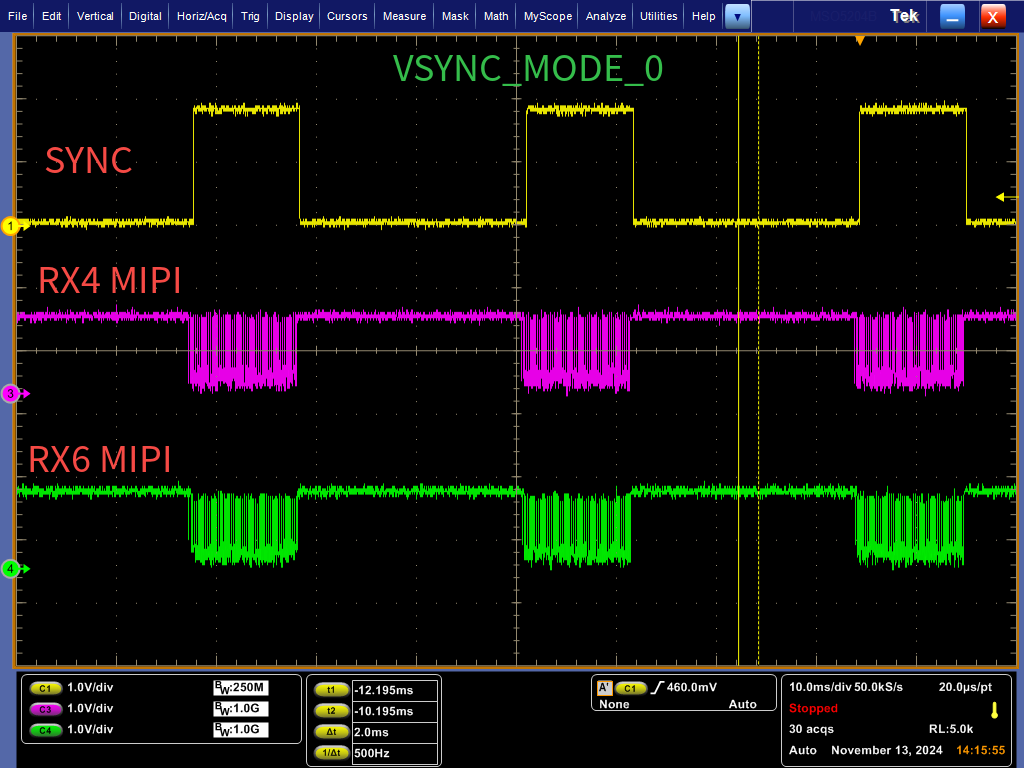 File Edit Vertical Digital Horiz/Acq Trig Display Cursors Measure Mask Math MyScope Analyze Utilities Help Tek X
VSYNC_MODE_0
SYNC
1
RX4 MIPI
3
RX6 MIPI
4
C1 1.0V/div BW:250M
C3 1.0V/div BW:1.0G
C4 1.0V/div BW:1.0G
t1 -12.195ms
t2 -10.195ms
Δt 2.0ms
1/Δt 500Hz
A' C1 460.0mV
None Auto
10.0ms/div 50.0kS/s 20.0µs/pt
Stopped
30 acqs RL:5.0k
Auto November 13, 2024 14:15:55